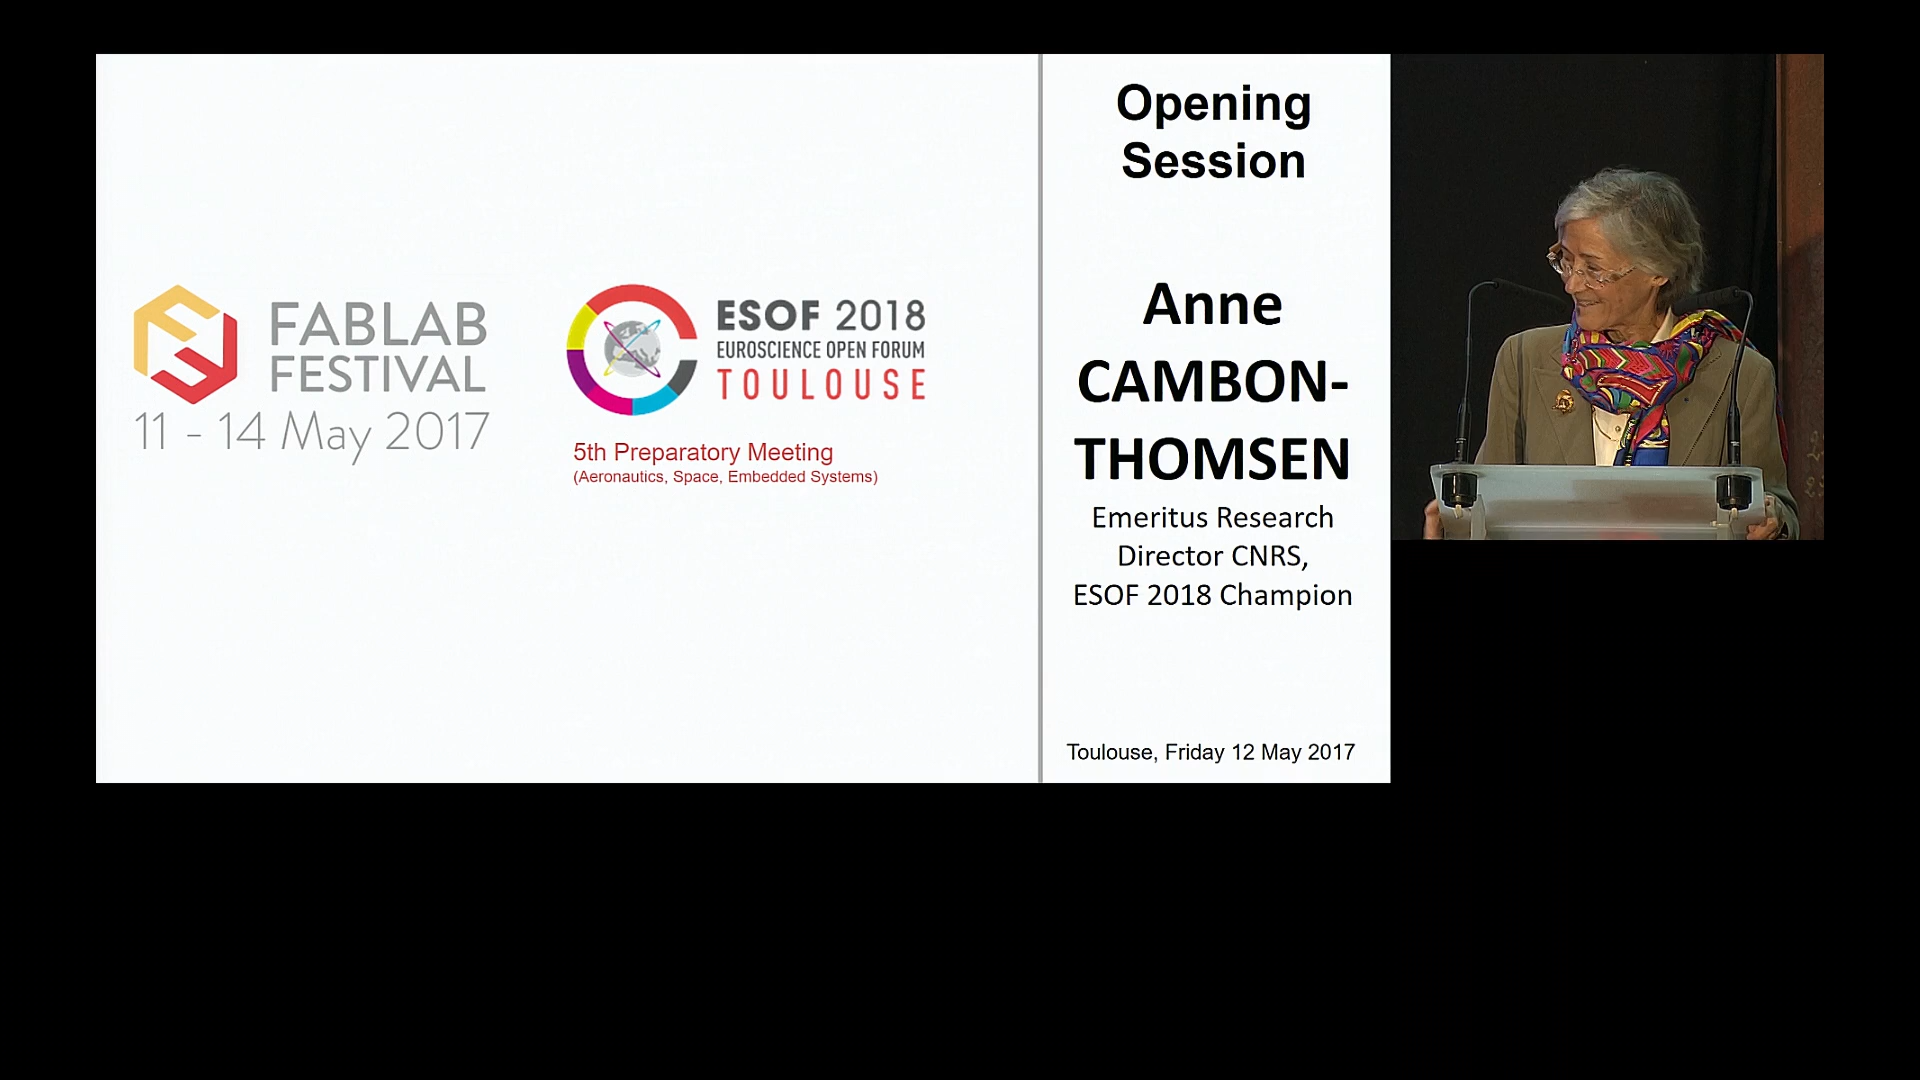 FABLAB
FESTIVAL
11 - 14 May 2017
ESOF 2018
EUROSCIENCE OPEN FORUM
TOULOUSE
5th Preparatory Meeting
(Aeronautics, Space, Embedded Systems)
Opening
Session
Anne
CAMBON-
THOMSEN
Emeritus Research
Director CNRS,
ESOF 2018 Champion
Toulouse, Friday 12 May 2017